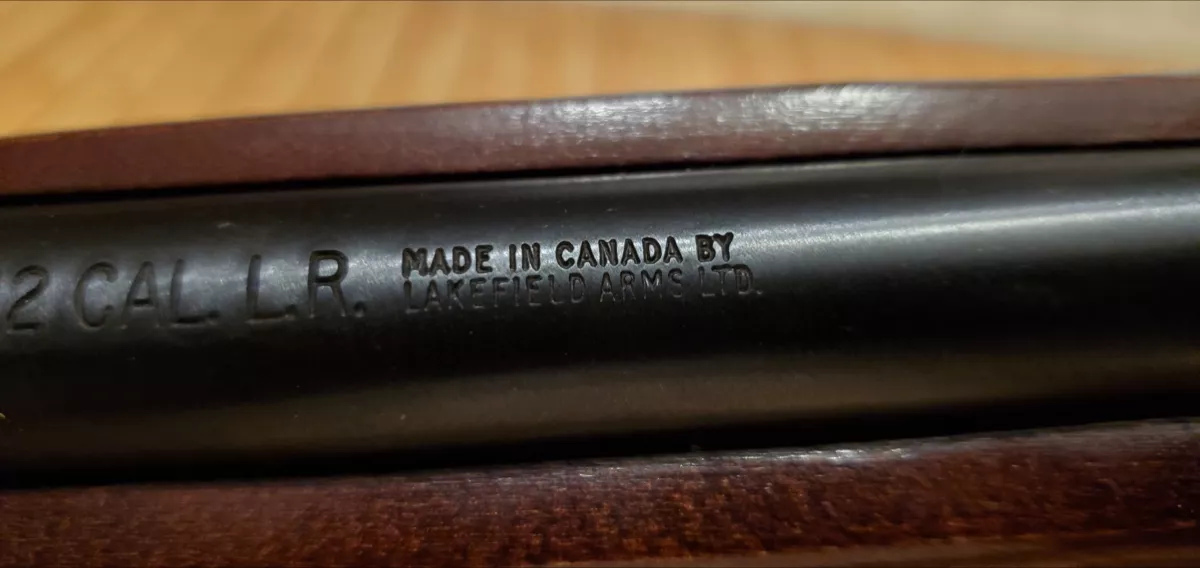 2 CAL. L.R.
MADE IN CANADA BY
LAKEFIELD ARMS LTD.